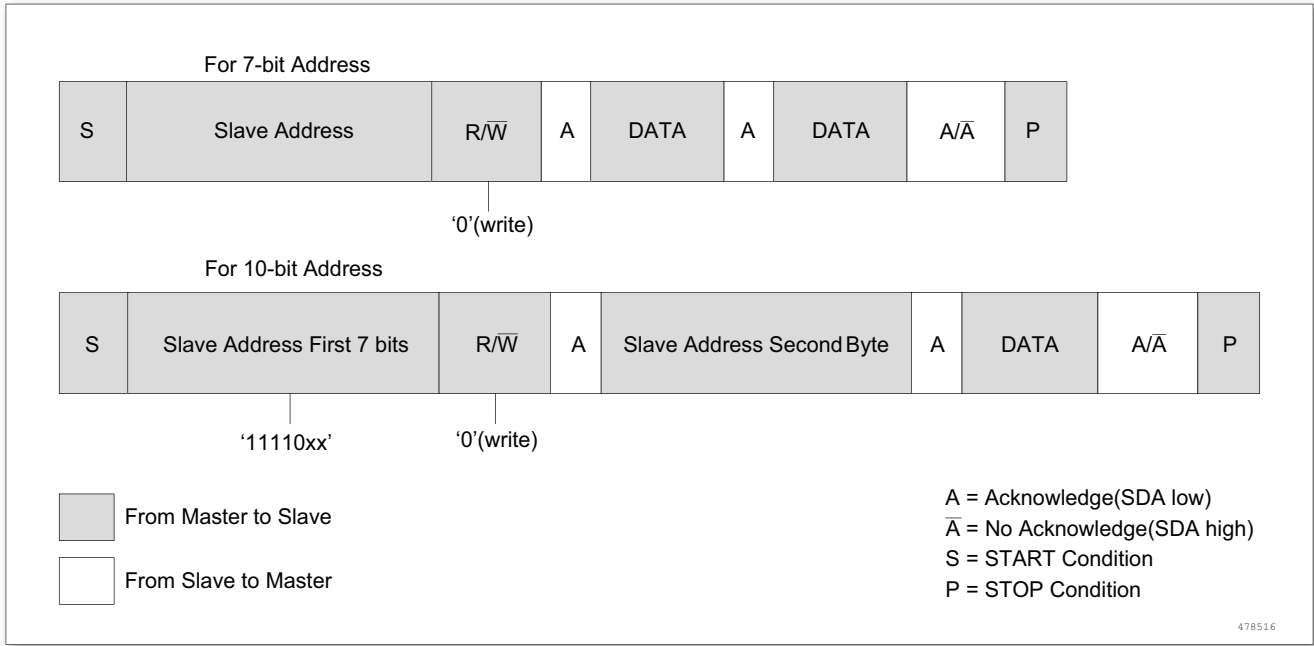 For 7-bit Address
S Slave Address R/W̅ A DATA A DATA A/A̅ P
‘0’(write)
For 10-bit Address
S Slave Address First 7 bits R/W̅ A Slave Address Second Byte A DATA A/A̅ P
‘11110xx’ ‘0’(write)
From Master to Slave
From Slave to Master
A = Acknowledge(SDA low)
A̅ = No Acknowledge(SDA high)
S = START Condition
P = STOP Condition
478516